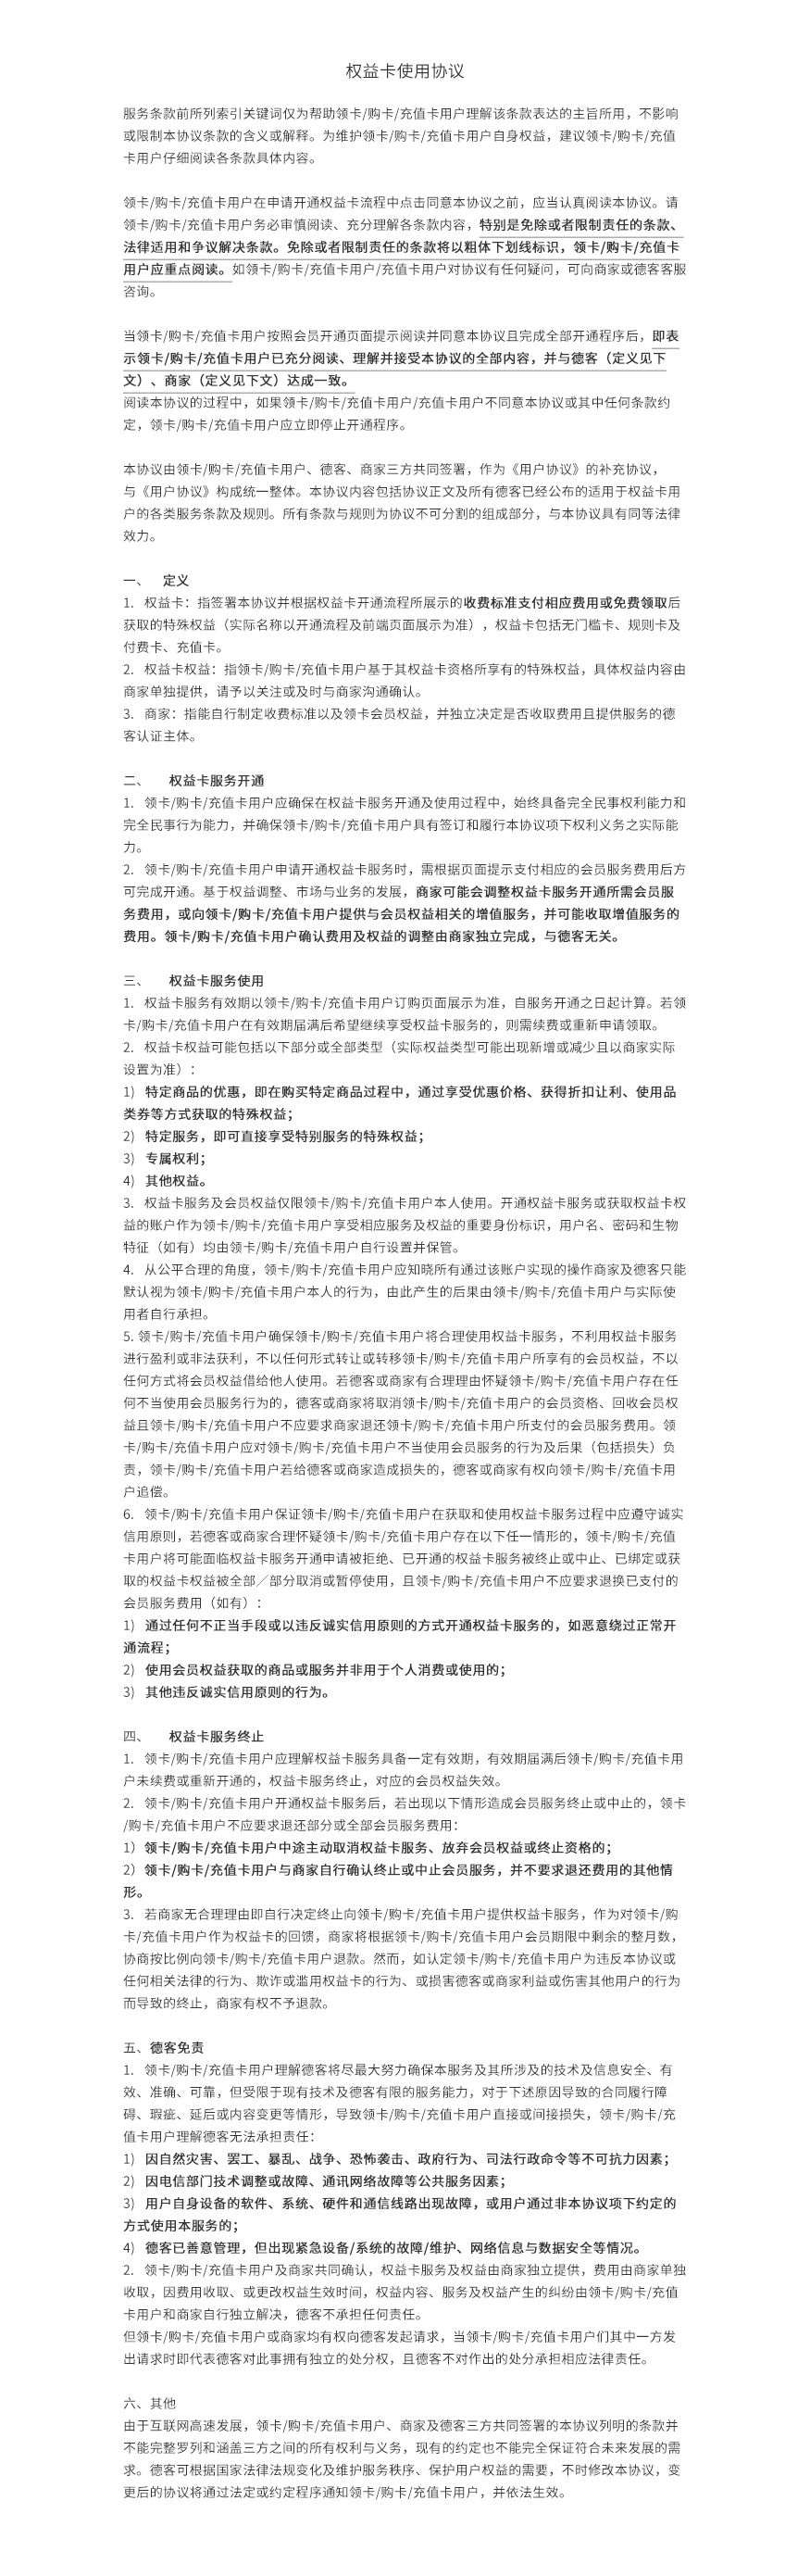 权益卡使用协议
服务条款前所列索引关键词仅为帮助领卡/购卡/充值卡用户理解该条款表达的主旨所用，不影响
或限制本协议条款的含义或解释。为维护领卡/购卡/充值卡用户自身权益，建议领卡/购卡/充值
卡用户仔细阅读各条款具体内容。
领卡/购卡/充值卡用户在申请开通权益卡流程中点击同意本协议之前，应当认真阅读本协议。请
领卡/购卡/充值卡用户务必审慎阅读、充分理解各条款内容，特别是免除或者限制责任的条款、
法律适用和争议解决条款。免除或者限制责任的条款将以粗体下划线标识，领卡/购卡/充值卡
用户应重点阅读。如领卡/购卡/充值卡用户/充值卡用户对协议有任何疑问，可向商家或德客客服
咨询。
当领卡/购卡/充值卡用户按照会员开通页面提示阅读并同意本协议且完成全部开通程序后，即表
示领卡/购卡/充值卡用户已充分阅读、理解并接受本协议的全部内容，并与德客（定义见下
文）、商家（定义见下文）达成一致。
阅读本协议的过程中，如果领卡/购卡/充值卡用户/充值卡用户不同意本协议或其中任何条款约
定，领卡/购卡/充值卡用户应立即停止开通程序。
本协议由领卡/购卡/充值卡用户、德客、商家三方共同签署，作为《用户协议》的补充协议，
与《用户协议》构成统一整体。本协议内容包括协议正文及所有德客已经公布的适用于权益卡用
户的各类服务条款及规则。所有条款与规则为协议不可分割的组成部分，与本协议具有同等法律
效力。
一、 定义
1. 权益卡：指签署本协议并根据权益卡开通流程所展示的收费标准支付相应费用或免费领取后
获取的特殊权益（实际名称以开通流程及前端页面展示为准），权益卡包括无门槛卡、规则卡及
付费卡、充值卡。
2. 权益卡权益：指领卡/购卡/充值卡用户基于其权益卡资格所享有的特殊权益，具体权益内容由
商家单独提供，请予以关注或及时与商家沟通确认。
3. 商家：指能自行制定收费标准以及领卡会员权益，并独立决定是否收取费用且提供服务的德
客认证主体。
二、 权益卡服务开通
1. 领卡/购卡/充值卡用户应确保在权益卡服务开通及使用过程中，始终具备完全民事权利能力和
完全民事行为能力，并确保领卡/购卡/充值卡用户具有签订和履行本协议项下权利义务之实际能
力。
2. 领卡/购卡/充值卡用户申请开通权益卡服务时，需根据页面提示支付相应的会员服务费用后方
可完成开通。基于权益调整、市场与业务的发展，商家可能会调整权益卡服务开通所需会员服
务费用，或向领卡/购卡/充值卡用户提供与会员权益相关的增值服务，并可能收取增值服务的
费用。领卡/购卡/充值卡用户确认费用及权益的调整由商家独立完成，与德客无关。
三、 权益卡服务使用
1. 权益卡服务有效期以领卡/购卡/充值卡用户订购页面展示为准，自服务开通之日起计算。若领
卡/购卡/充值卡用户在有效期届满后希望继续享受权益卡服务的，则需续费或重新申请领取。
2. 权益卡权益可能包括以下部分或全部类型（实际权益类型可能出现新增或减少且以商家实际
设置为准）：
1) 特定商品的优惠，即在购买特定商品过程中，通过享受优惠价格、获得折扣让利、使用品
类券等方式获取的特殊权益；
2) 特定服务，即可直接享受特别服务的特殊权益；
3) 专属权利；
4) 其他权益。
3. 权益卡服务及会员权益仅限领卡/购卡/充值卡用户本人使用。开通权益卡服务或获取权益卡权
益的账户作为领卡/购卡/充值卡用户享受相应服务及权益的重要身份标识，用户名、密码和生物
特征（如有）均由领卡/购卡/充值卡用户自行设置并保管。
4. 从公平合理的角度，领卡/购卡/充值卡用户应知晓所有通过该账户实现的操作商家及德客只能
默认视为领卡/购卡/充值卡用户本人的行为，由此产生的后果由领卡/购卡/充值卡用户与实际使
用者自行承担。
5. 领卡/购卡/充值卡用户确保领卡/购卡/充值卡用户将合理使用权益卡服务，不利用权益卡服务
进行盈利或非法获利，不以任何形式转让或转移领卡/购卡/充值卡用户所享有的会员权益，不以
任何方式将会员权益借给他人使用。若德客或商家有合理理由怀疑领卡/购卡/充值卡用户存在任
何不当使用会员服务行为的，德客或商家将取消领卡/购卡/充值卡用户的会员资格、回收会员权
益且领卡/购卡/充值卡用户不应要求商家退还领卡/购卡/充值卡用户所支付的会员服务费用。领
卡/购卡/充值卡用户应对领卡/购卡/充值卡用户不当使用会员服务的行为及后果（包括损失）负
责，领卡/购卡/充值卡用户若给德客或商家造成损失的，德客或商家有权向领卡/购卡/充值卡用
户追偿。
6. 领卡/购卡/充值卡用户保证领卡/购卡/充值卡用户在获取和使用权益卡服务过程中应遵守诚实
信用原则，若德客或商家合理怀疑领卡/购卡/充值卡用户存在以下任一情形的，领卡/购卡/充值
卡用户将可能面临权益卡服务开通申请被拒绝、已开通的权益卡服务被终止或中止、已绑定或获
取的权益卡权益被全部／部分取消或暂停使用，且领卡/购卡/充值卡用户不应要求退换已支付的
会员服务费用（如有）：
1) 通过任何不正当手段或以违反诚实信用原则的方式开通权益卡服务的，如恶意绕过正常开
通流程；
2) 使用会员权益获取的商品或服务并非用于个人消费或使用的；
3) 其他违反诚实信用原则的行为。
四、 权益卡服务终止
1. 领卡/购卡/充值卡用户应理解权益卡服务具备一定有效期，有效期届满后领卡/购卡/充值卡用
户未续费或重新开通的，权益卡服务终止，对应的会员权益失效。
2. 领卡/购卡/充值卡用户开通权益卡服务后，若出现以下情形造成会员服务终止或中止的，领卡
/购卡/充值卡用户不应要求退还部分或全部会员服务费用：
1）领卡/购卡/充值卡用户中途主动取消权益卡服务、放弃会员权益或终止资格的；
2）领卡/购卡/充值卡用户与商家自行确认终止或中止会员服务，并不要求退还费用的其他情
形。
3. 若商家无合理理由即自行决定终止向领卡/购卡/充值卡用户提供权益卡服务，作为对领卡/购
卡/充值卡用户作为权益卡的回馈，商家将根据领卡/购卡/充值卡用户会员期限中剩余的整月数，
协商按比例向领卡/购卡/充值卡用户退款。然而，如认定领卡/购卡/充值卡用户为违反本协议或
任何相关法律的行为、欺诈或滥用权益卡的行为、或损害德客或商家利益或伤害其他用户的行为
而导致的终止，商家有权不予退款。
五、德客免责
1. 领卡/购卡/充值卡用户理解德客将尽最大努力确保本服务及其所涉及的技术及信息安全、有
效、准确、可靠，但受限于现有技术及德客有限的服务能力，对于下述原因导致的合同履行障
碍、瑕疵、延后或内容变更等情形，导致领卡/购卡/充值卡用户直接或间接损失，领卡/购卡/充
值卡用户理解德客无法承担责任：
1) 因自然灾害、罢工、暴乱、战争、恐怖袭击、政府行为、司法行政命令等不可抗力因素；
2) 因电信部门技术调整或故障、通讯网络故障等公共服务因素；
3) 用户自身设备的软件、系统、硬件和通信线路出现故障，或用户通过非本协议项下约定的
方式使用本服务的；
4) 德客已善意管理，但出现紧急设备/系统的故障/维护、网络信息与数据安全等情况。
2. 领卡/购卡/充值卡用户及商家共同确认，权益卡服务及权益由商家独立提供，费用由商家单独
收取，因费用收取、或更改权益生效时间，权益内容、服务及权益产生的纠纷由领卡/购卡/充值
卡用户和商家自行独立解决，德客不承担任何责任。
但领卡/购卡/充值卡用户或商家均有权向德客发起请求，当领卡/购卡/充值卡用户们其中一方发
出请求时即代表德客对此事拥有独立的处分权，且德客不对作出的处分承担相应法律责任。
六、其他
由于互联网高速发展，领卡/购卡/充值卡用户、商家及德客三方共同签署的本协议列明的条款并
不能完整罗列和涵盖三方之间的所有权利与义务，现有的约定也不能完全保证符合未来发展的需
求。德客可根据国家法律法规变化及维护服务秩序、保护用户权益的需要，不时修改本协议，变
更后的协议将通过法定或约定程序通知领卡/购卡/充值卡用户，并依法生效。